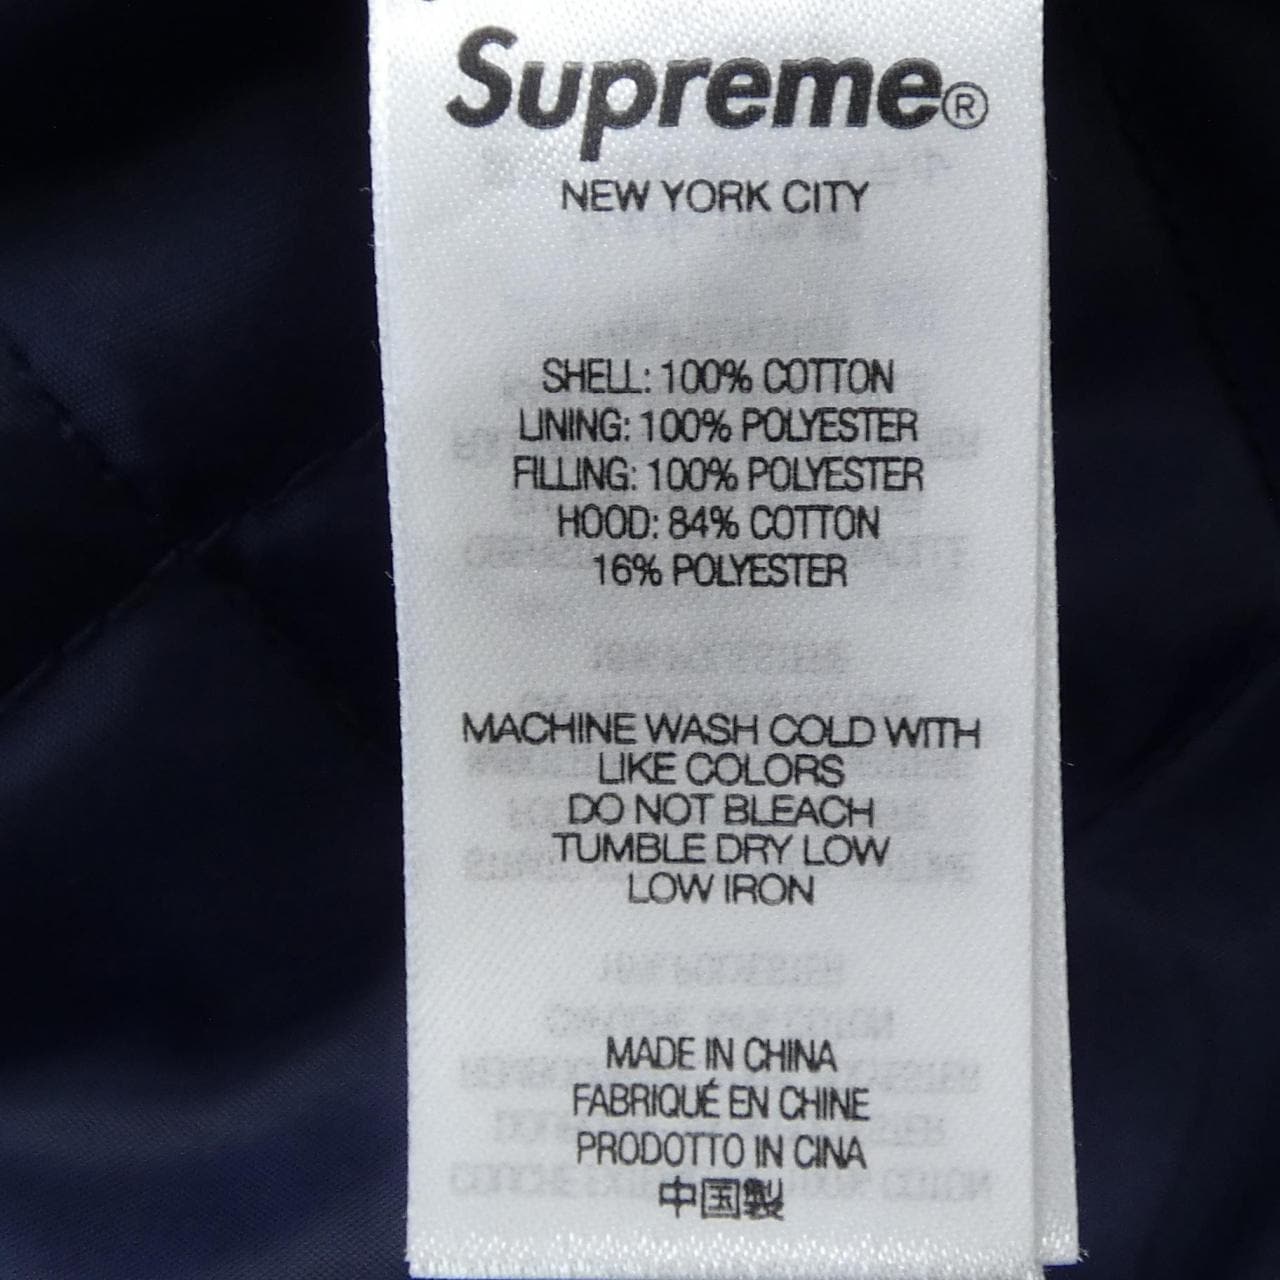 Supreme®
NEW YORK CITY
SHELL: 100% COTTON
LINING: 100% POLYESTER
FILLING: 100% POLYESTER
HOOD: 84% COTTON
16% POLYESTER
MACHINE WASH COLD WITH
LIKE COLORS
DO NOT BLEACH
TUMBLE DRY LOW
LOW IRON
MADE IN CHINA
FABRIQUÉ EN CHINE
PRODOTTO IN CINA
中国製